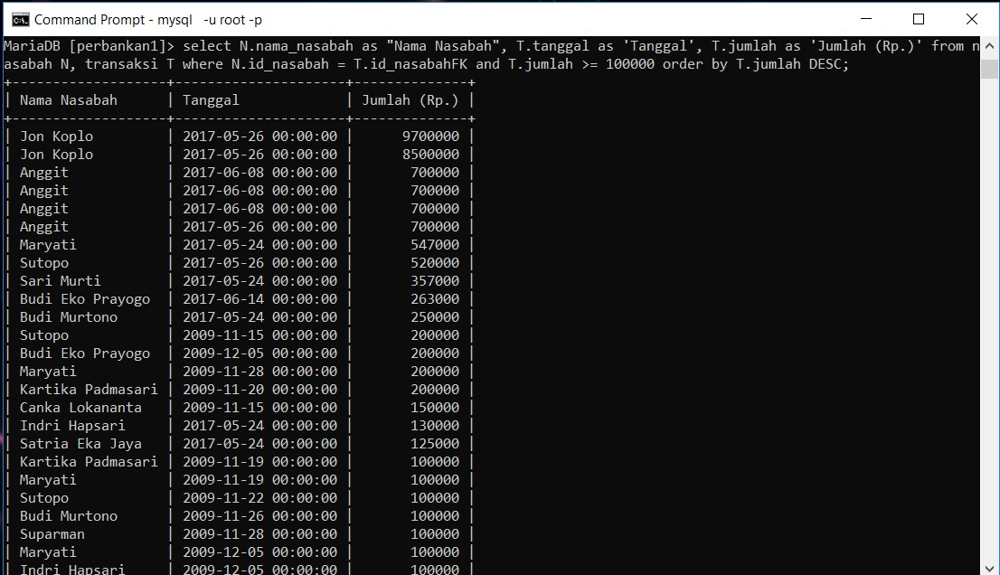 Command Prompt - mysql  -u root -p
MariaDB [perbankan1]> select N.nama_nasabah as "Nama Nasabah", T.tanggal as 'Tanggal', T.jumlah as 'Jumlah (Rp.)' from n
asabah N, transaksi T where N.id_nasabah = T.id_nasabahFK and T.jumlah >= 100000 order by T.jumlah DESC;
+-------------------+---------------------+--------------+
| Nama Nasabah      | Tanggal             | Jumlah (Rp.) |
+-------------------+---------------------+--------------+
| Jon Koplo         | 2017-05-26 00:00:00 |      9700000 |
| Jon Koplo         | 2017-05-26 00:00:00 |      8500000 |
| Anggit            | 2017-06-08 00:00:00 |       700000 |
| Anggit            | 2017-06-08 00:00:00 |       700000 |
| Anggit            | 2017-06-08 00:00:00 |       700000 |
| Anggit            | 2017-05-26 00:00:00 |       700000 |
| Maryati           | 2017-05-24 00:00:00 |       547000 |
| Sutopo            | 2017-05-26 00:00:00 |       520000 |
| Sari Murti        | 2017-05-24 00:00:00 |       357000 |
| Budi Eko Prayogo  | 2017-06-14 00:00:00 |       263000 |
| Budi Murtono      | 2017-05-24 00:00:00 |       250000 |
| Sutopo            | 2009-11-15 00:00:00 |       200000 |
| Budi Eko Prayogo  | 2009-12-05 00:00:00 |       200000 |
| Maryati           | 2009-11-28 00:00:00 |       200000 |
| Kartika Padmasari | 2009-11-20 00:00:00 |       200000 |
| Canka Lokananta   | 2009-11-15 00:00:00 |       150000 |
| Indri Hapsari     | 2017-05-24 00:00:00 |       130000 |
| Satria Eka Jaya   | 2017-05-24 00:00:00 |       125000 |
| Kartika Padmasari | 2009-11-19 00:00:00 |       100000 |
| Maryati           | 2009-11-19 00:00:00 |       100000 |
| Sutopo            | 2009-11-22 00:00:00 |       100000 |
| Budi Murtono      | 2009-11-26 00:00:00 |       100000 |
| Suparman          | 2009-11-28 00:00:00 |       100000 |
| Maryati           | 2009-12-05 00:00:00 |       100000 |
| Indri Hapsari     | 2009-12-05 00:00:00 |       100000 |